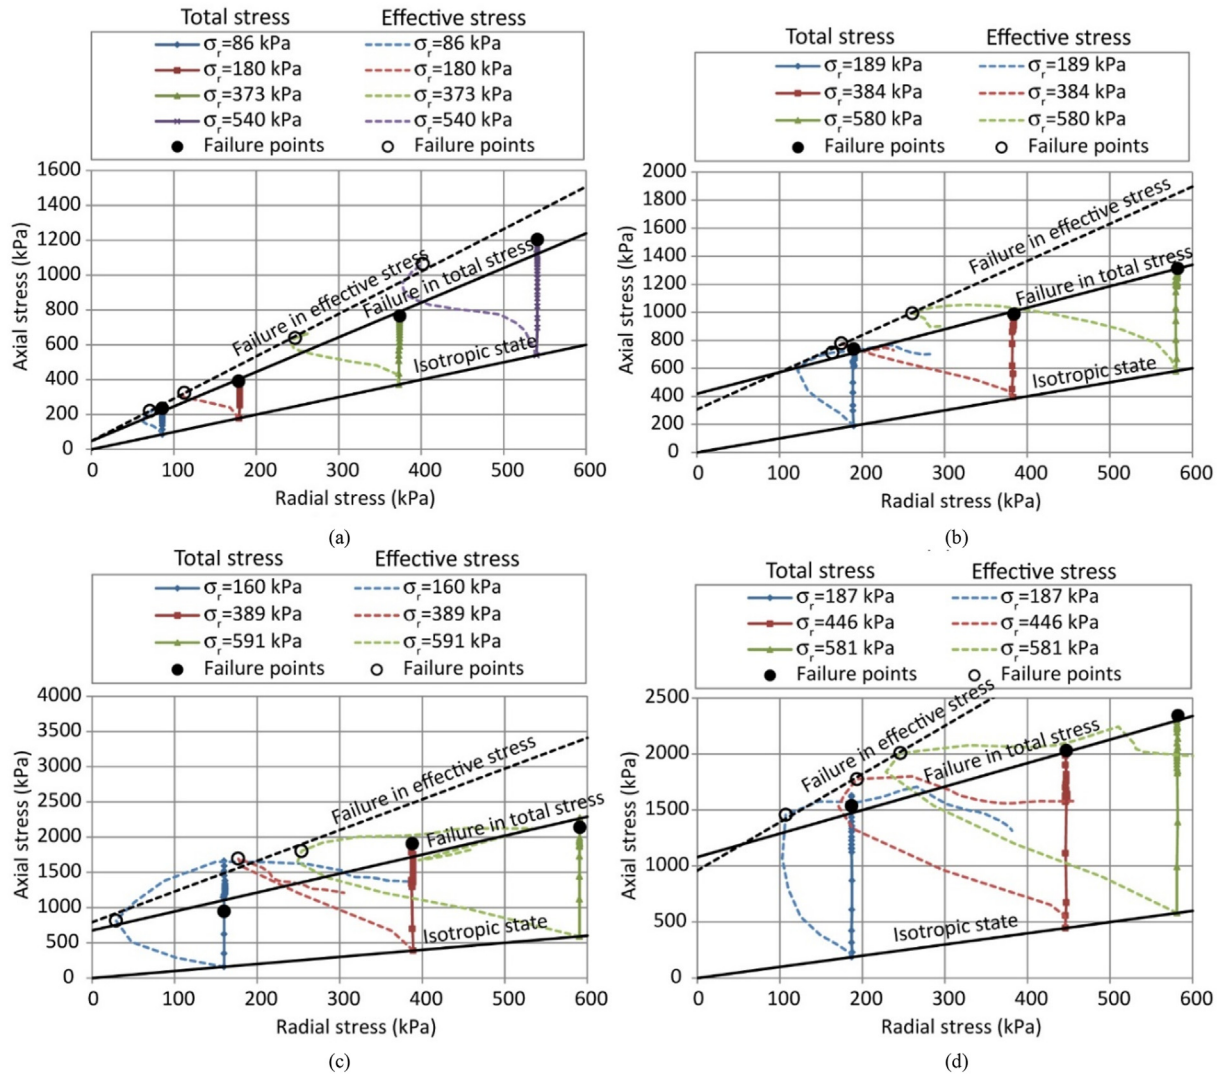 Total stress Effective stress
σr=86 kPa σr=86 kPa
σr=180 kPa σr=180 kPa
σr=373 kPa σr=373 kPa
σr=540 kPa σr=540 kPa
Failure points Failure points
1600
1400
1200
1000
800
600
400
200
0
Axial stress (kPa)
Failure in effective stress
Failure in total stress
Isotropic state
0 100 200 300 400 500 600
Radial stress (kPa)
(a)
Total stress Effective stress
σr=189 kPa σr=189 kPa
σr=384 kPa σr=384 kPa
σr=580 kPa σr=580 kPa
Failure points Failure points
2000
1800
1600
1400
1200
1000
800
600
400
200
0
Axial stress (kPa)
Failure in effective stress
Failure in total stress
Isotropic state
0 100 200 300 400 500 600
Radial stress (kPa)
(b)
Total stress Effective stress
σr=160 kPa σr=160 kPa
σr=389 kPa σr=389 kPa
σr=591 kPa σr=591 kPa
Failure points Failure points
4000
3500
3000
2500
2000
1500
1000
500
0
Axial stress (kPa)
Failure in effective stress
Failure in total stress
Isotropic state
0 100 200 300 400 500 600
Radial stress (kPa)
(c)
Total stress Effective stress
σr=187 kPa σr=187 kPa
σr=446 kPa σr=446 kPa
σr=581 kPa σr=581 kPa
Failure points Failure points
2500
2000
1500
1000
500
0
Axial stress (kPa)
Failure in effective stress
Failure in total stress
Isotropic state
0 100 200 300 400 500 600
Radial stress (kPa)
(d)